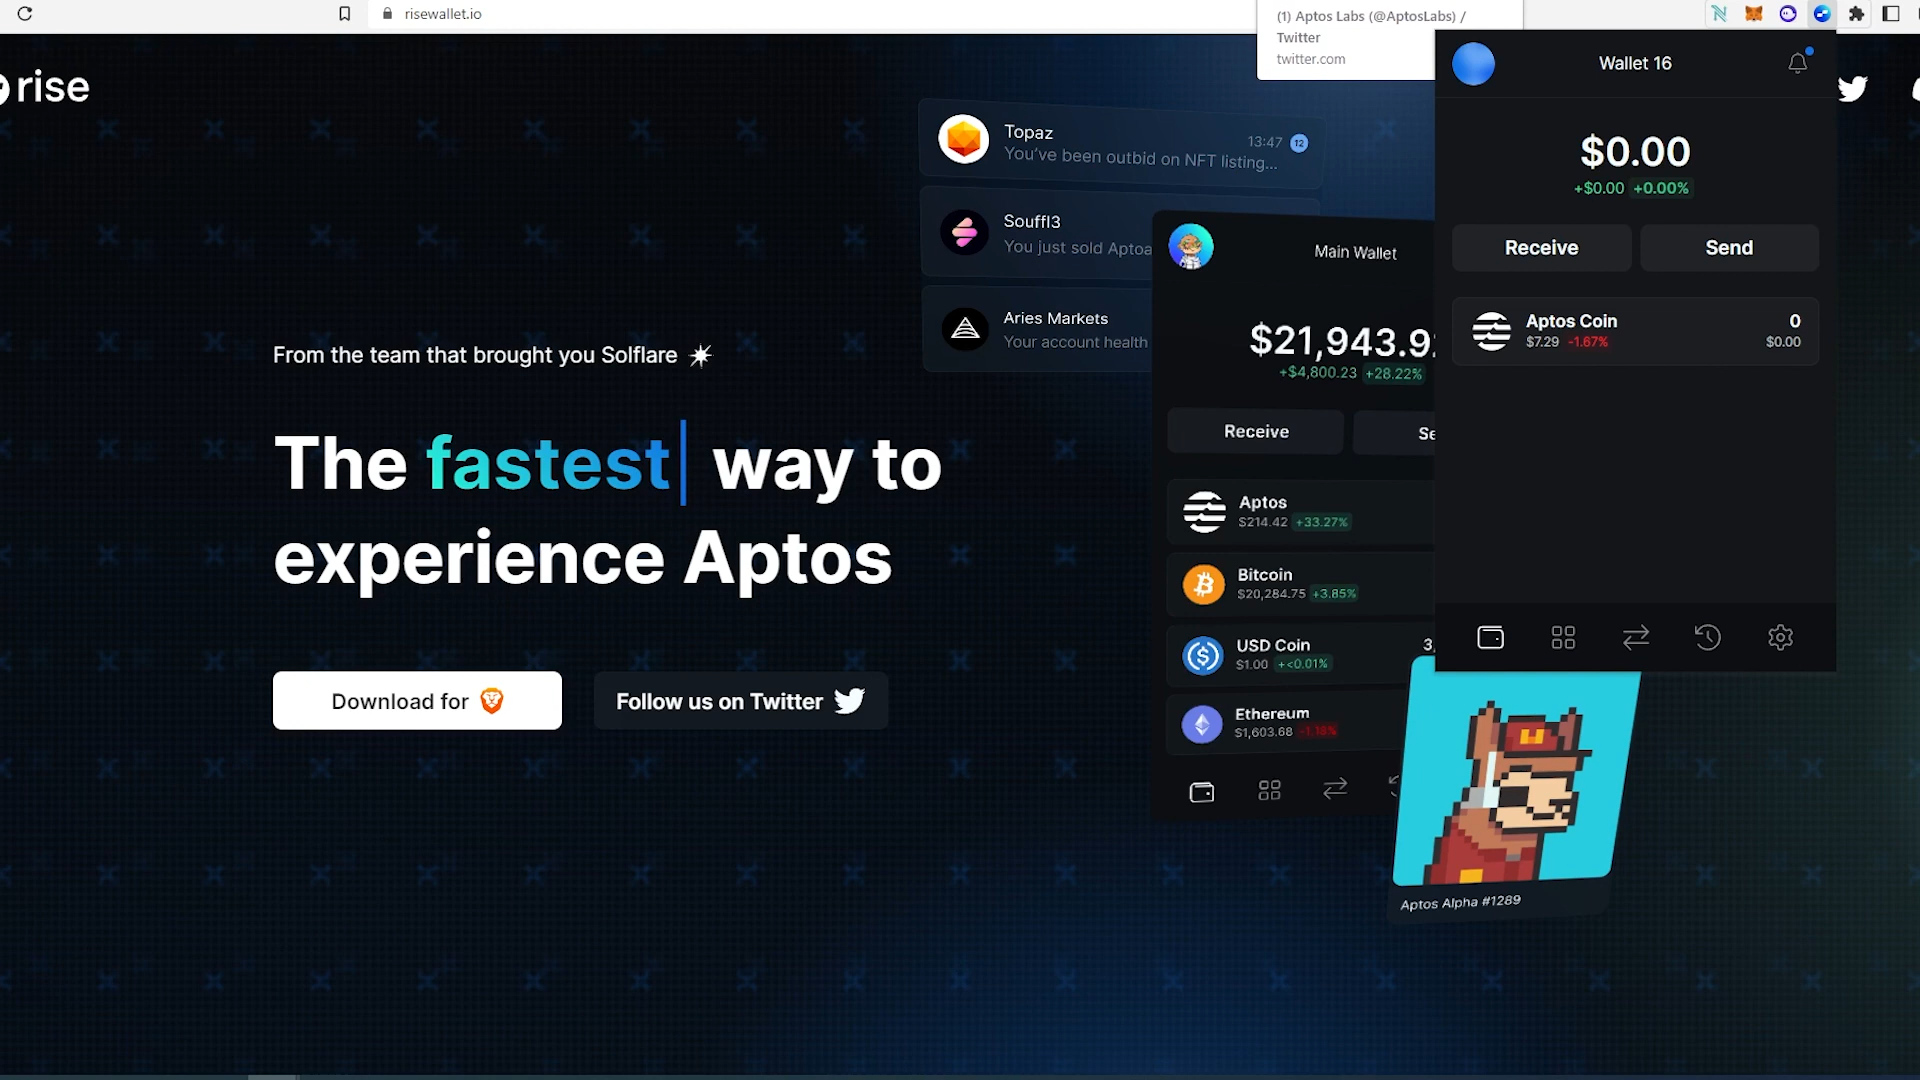 risewallet.io
(1) Aptos Labs (@AptosLabs) /
Twitter
twitter.com
rise
Topaz
13:47
12
You've been outbid on NFT listing...
Souffl3
You just sold Aptoa
Aries Markets
Your account health
Main Wallet
$21,943.9
+$4,800.23 +28.22%
Receive
Se
Aptos
$214.42 +33.27%
Bitcoin
$20,284.75 +3.85%
USD Coin
3,
$1.00 +<0.01%
Ethereum
$1,603.68 -1.18%
Aptos Alpha #1289
Wallet 16
$0.00
+$0.00 +0.00%
Receive
Send
Aptos Coin
0
$7.29 -1.67%
$0.00
From the team that brought you Solflare
The fastest way to
experience Aptos
Download for
Follow us on Twitter